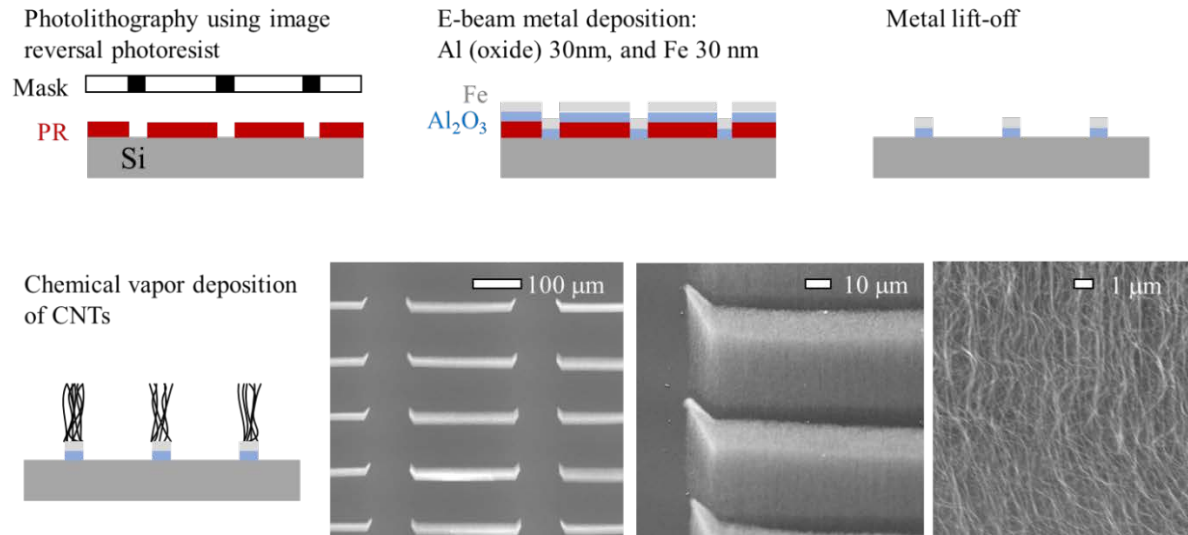 Photolithography using image
reversal photoresist
Mask
PR
Si
E-beam metal deposition:
Al (oxide) 30nm, and Fe 30 nm
Fe
Al₂O₃
Metal lift-off
Chemical vapor deposition
of CNTs
100 μm
10 μm
1 μm